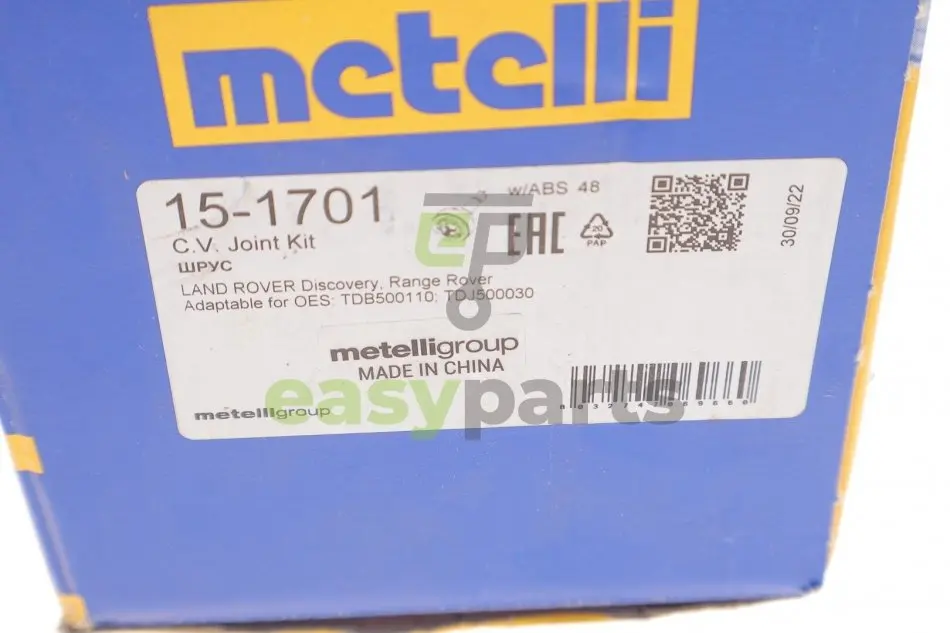 metelli
15-1701
w/ABS 48
C.V. Joint Kit
EAC
20
PAP
30/09/22
ШРУС
LAND ROVER Discovery, Range Rover
Adaptable for OES: TDB500110; TDJ500030
metelligroup
MADE IN CHINA
easyparts
metelligroup